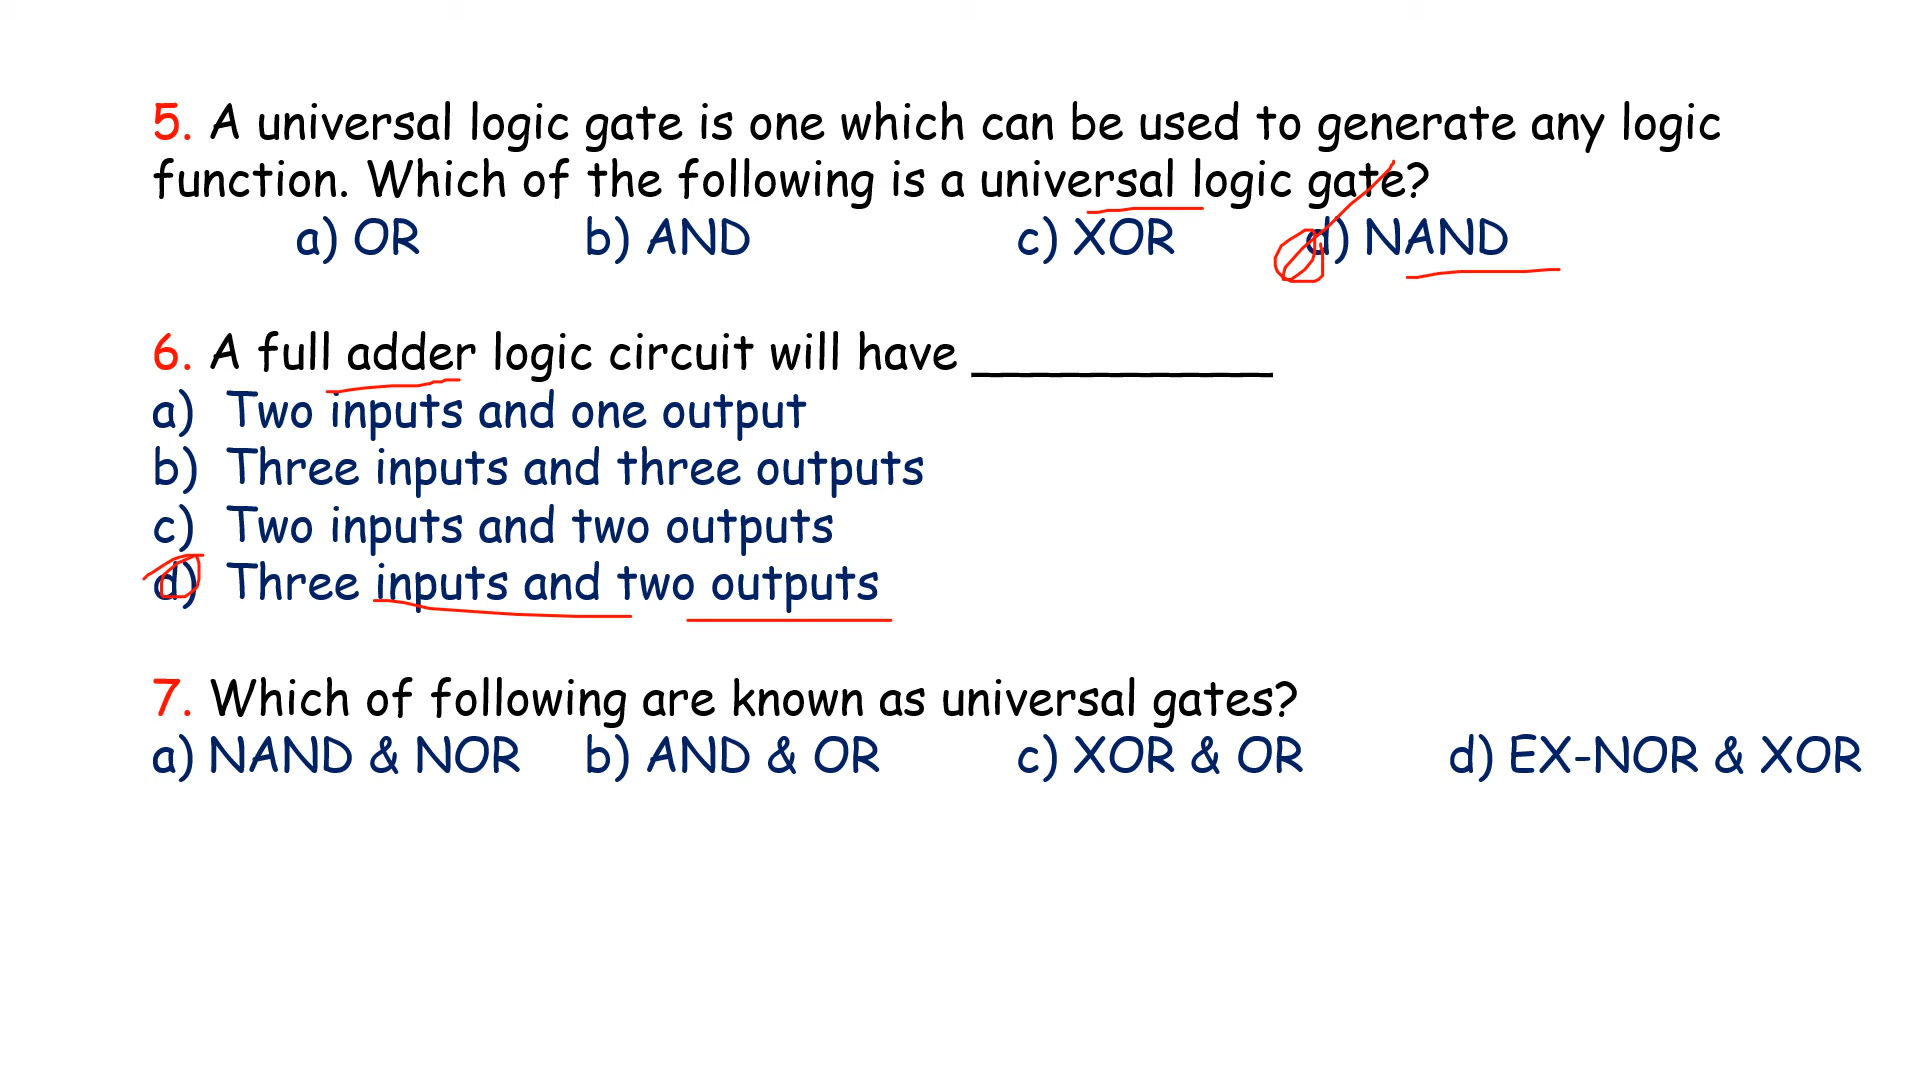 5. A universal logic gate is one which can be used to generate any logic
function. Which of the following is a universal logic gate?
a) OR b) AND c) XOR d) NAND
6. A full adder logic circuit will have ____________
a) Two inputs and one output
b) Three inputs and three outputs
c) Two inputs and two outputs
d) Three inputs and two outputs
7. Which of following are known as universal gates?
a) NAND & NOR b) AND & OR c) XOR & OR d) EX-NOR & XOR